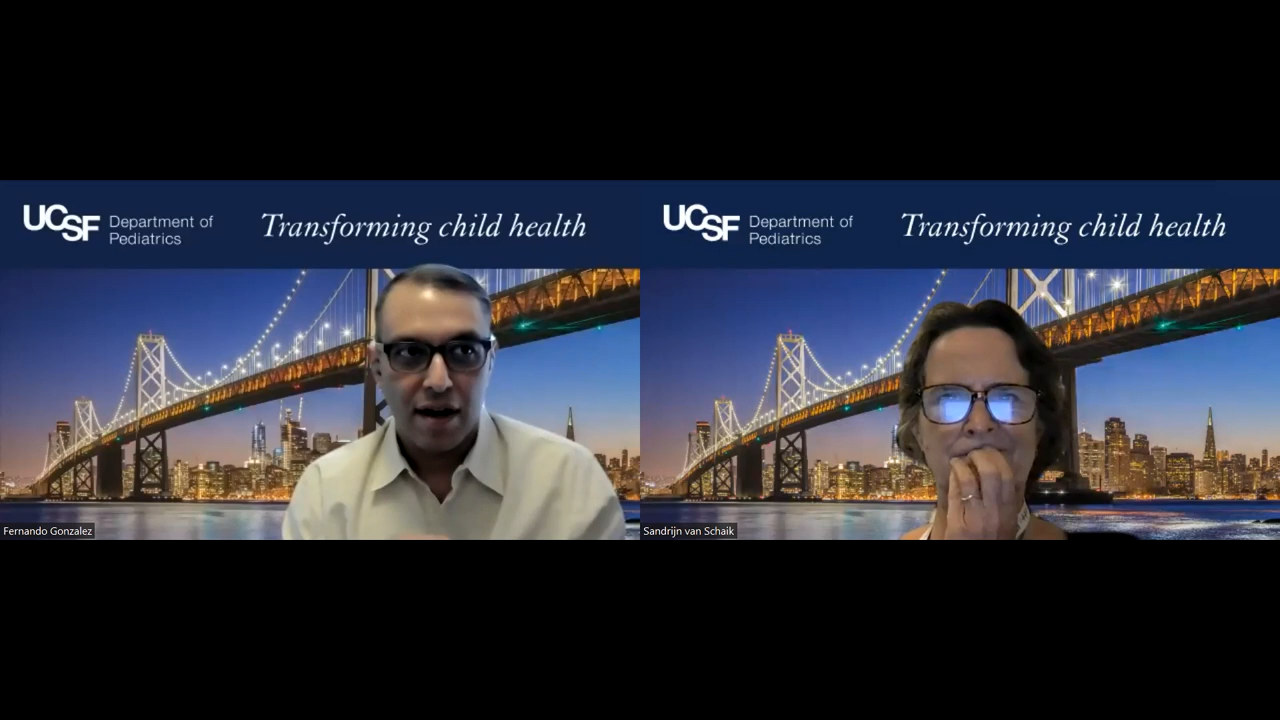 UCSF Department of
Pediatrics
Transforming child health
UCSF Department of
Pediatrics
Transforming child health
Fernando Gonzalez
Sandrijn van Schaik